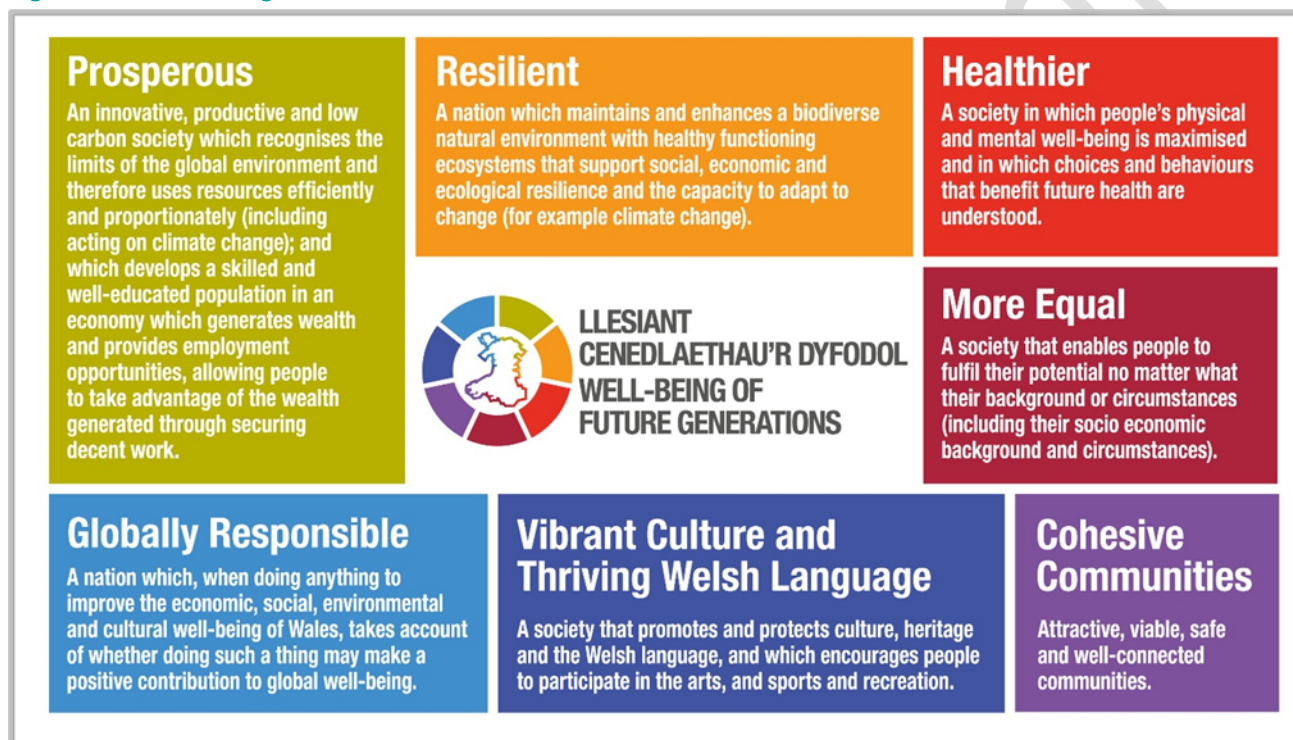 Prosperous
An innovative, productive and low
carbon society which recognises the
limits of the global environment and
therefore uses resources efficiently
and proportionately (including
acting on climate change); and
which develops a skilled and
well-educated population in an
economy which generates wealth
and provides employment
opportunities, allowing people
to take advantage of the wealth
generated through securing
decent work.
Resilient
A nation which maintains and enhances a biodiverse
natural environment with healthy functioning
ecosystems that support social, economic and
ecological resilience and the capacity to adapt to
change (for example climate change).
Healthier
A society in which people's physical
and mental well-being is maximised
and in which choices and behaviours
that benefit future health are
understood.
LLESIANT
CENEDLAETHAU'R DYFODOL
WELL-BEING OF
FUTURE GENERATIONS
More Equal
A society that enables people to
fulfil their potential no matter what
their background or circumstances
(including their socio economic
background and circumstances).
Globally Responsible
A nation which, when doing anything to
improve the economic, social, environmental
and cultural well-being of Wales, takes account
of whether doing such a thing may make a
positive contribution to global well-being.
Vibrant Culture and
Thriving Welsh Language
A society that promotes and protects culture, heritage
and the Welsh language, and which encourages people
to participate in the arts, and sports and recreation.
Cohesive
Communities
Attractive, viable, safe
and well-connected
communities.